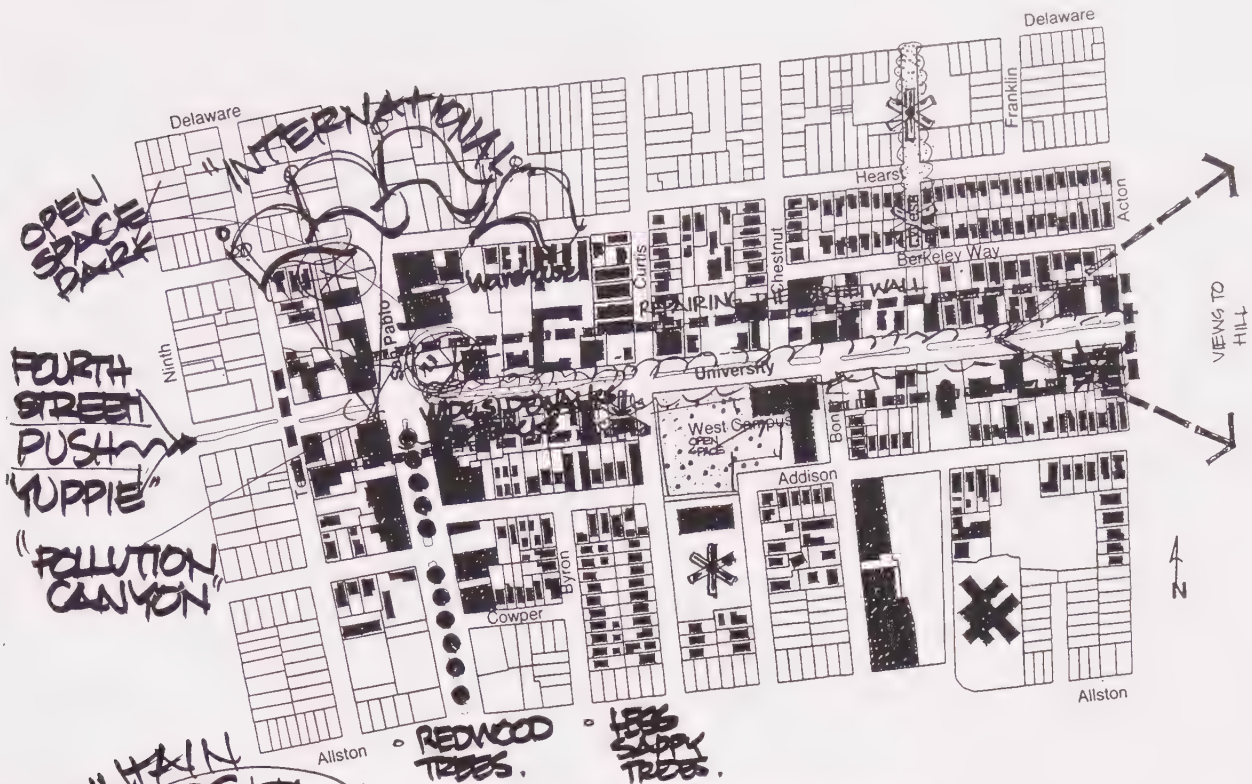 Delaware
Delaware
"INTERNATIONAL"
Franklin
OPEN
SPACE
PARK
Hearst
Acton
Curtis
Chestnut
Berkeley Way
Warehouse
REPAIRING THE STREETWALL
San Pablo
VIEWS TO
HILL
Ninth
University
FOURTH
STREET
PUSH
"YUPPIE"
WIDE SIDEWALKS
West Campus
OPEN
SPACE
Addison
"POLLUTION
CANYON"
Byron
N
Cowper
Allston
Allston
• REDWOOD
TREES.
• LESS
SAPPY
TREES.